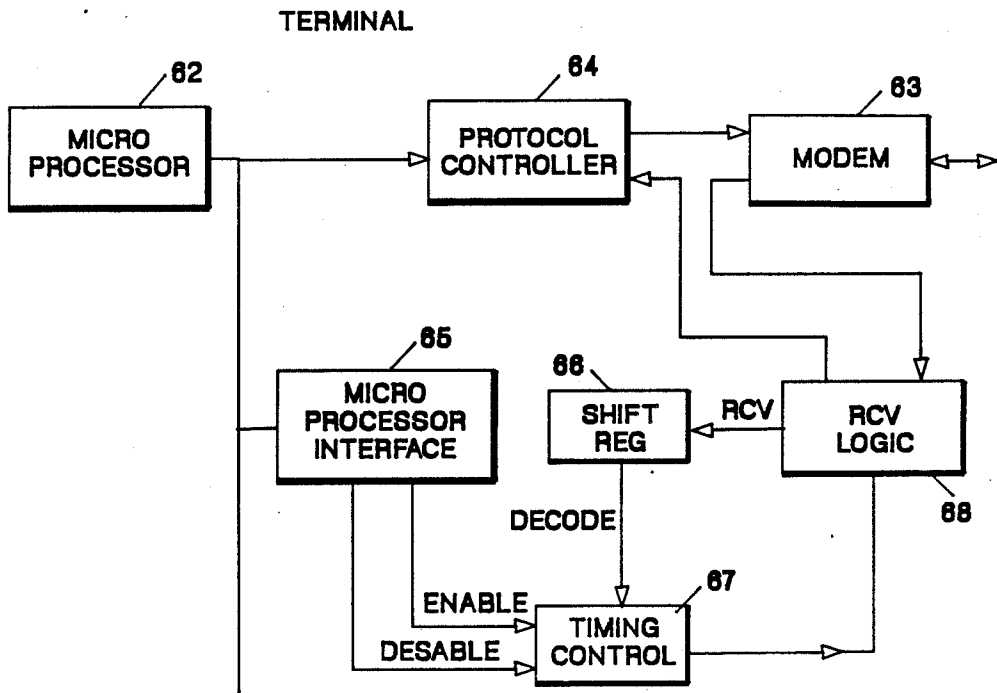 TERMINAL
62
MICRO
PROCESSOR
64
PROTOCOL
CONTROLLER
63
MODEM
65
MICRO
PROCESSOR
INTERFACE
66
SHIFT
REG
RCV
RCV
LOGIC
68
DECODE
ENABLE
DESABLE
67
TIMING
CONTROL